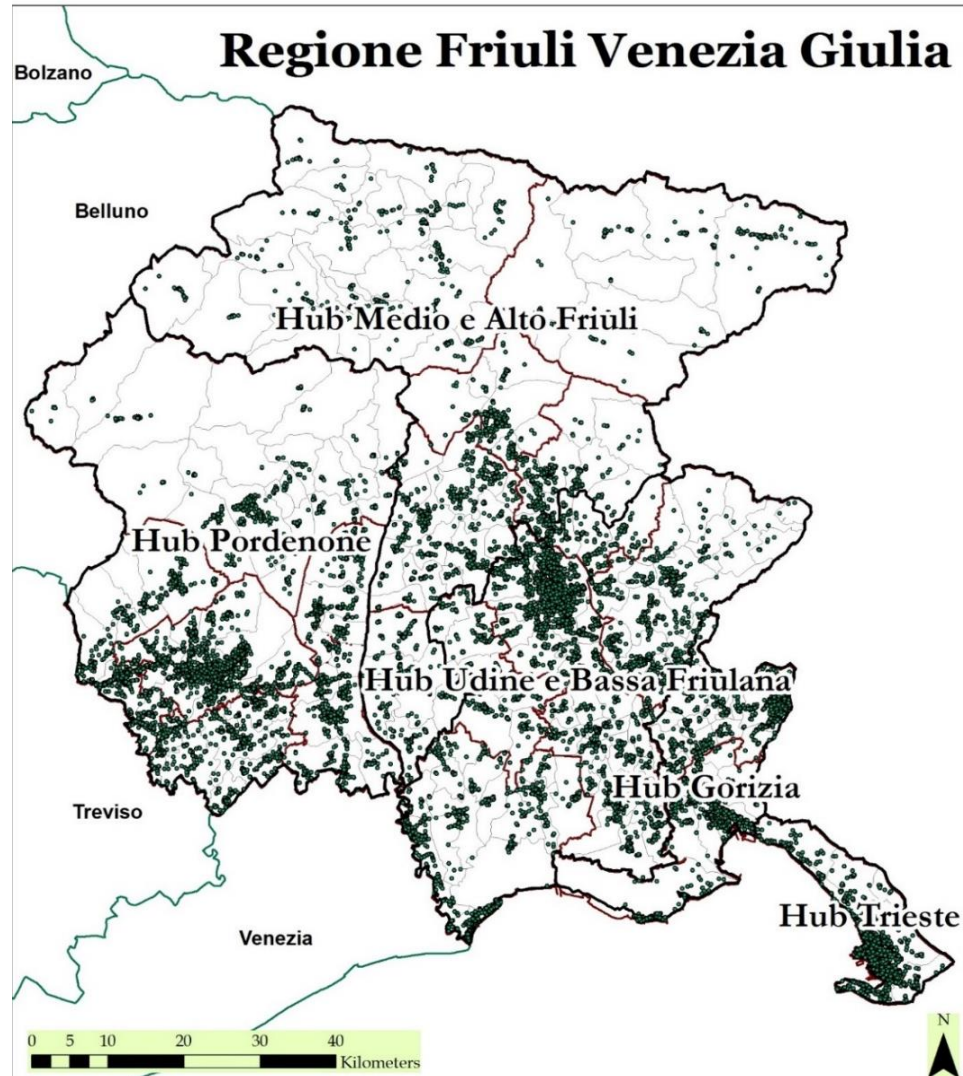 Regione Friuli Venezia Giulia
Bolzano
Belluno
Hub Medio e Alto Friuli
Hub Pordenone
Hub Udine e Bassa Friulana
Hub Gorizia
Treviso
Hub Trieste
Venezia
N
0 5 10 20 30 40
Kilometers